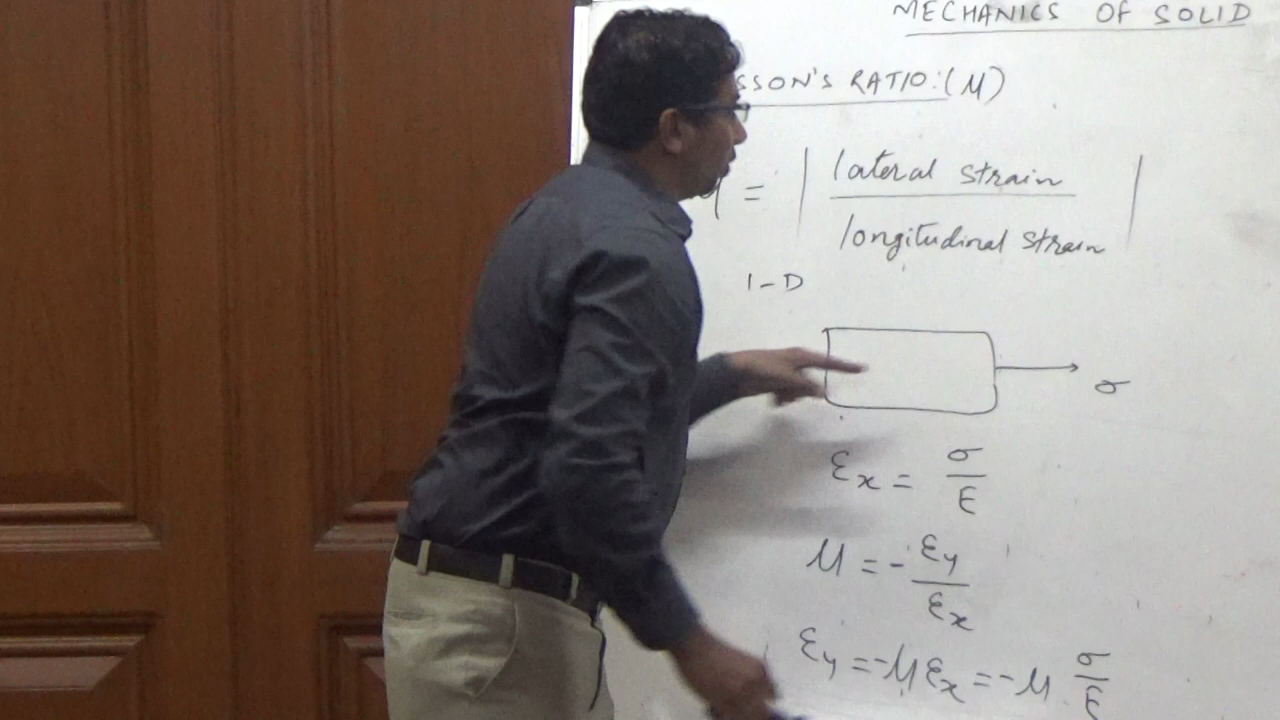 MECHANICS OF SOLID
SSON'S RATIO:(μ)
= | lateral strain / longitudinal strain |
1-D
σ
εx = σ/E
μ = - εy/εx
εy = -μ εx = -μ σ/E